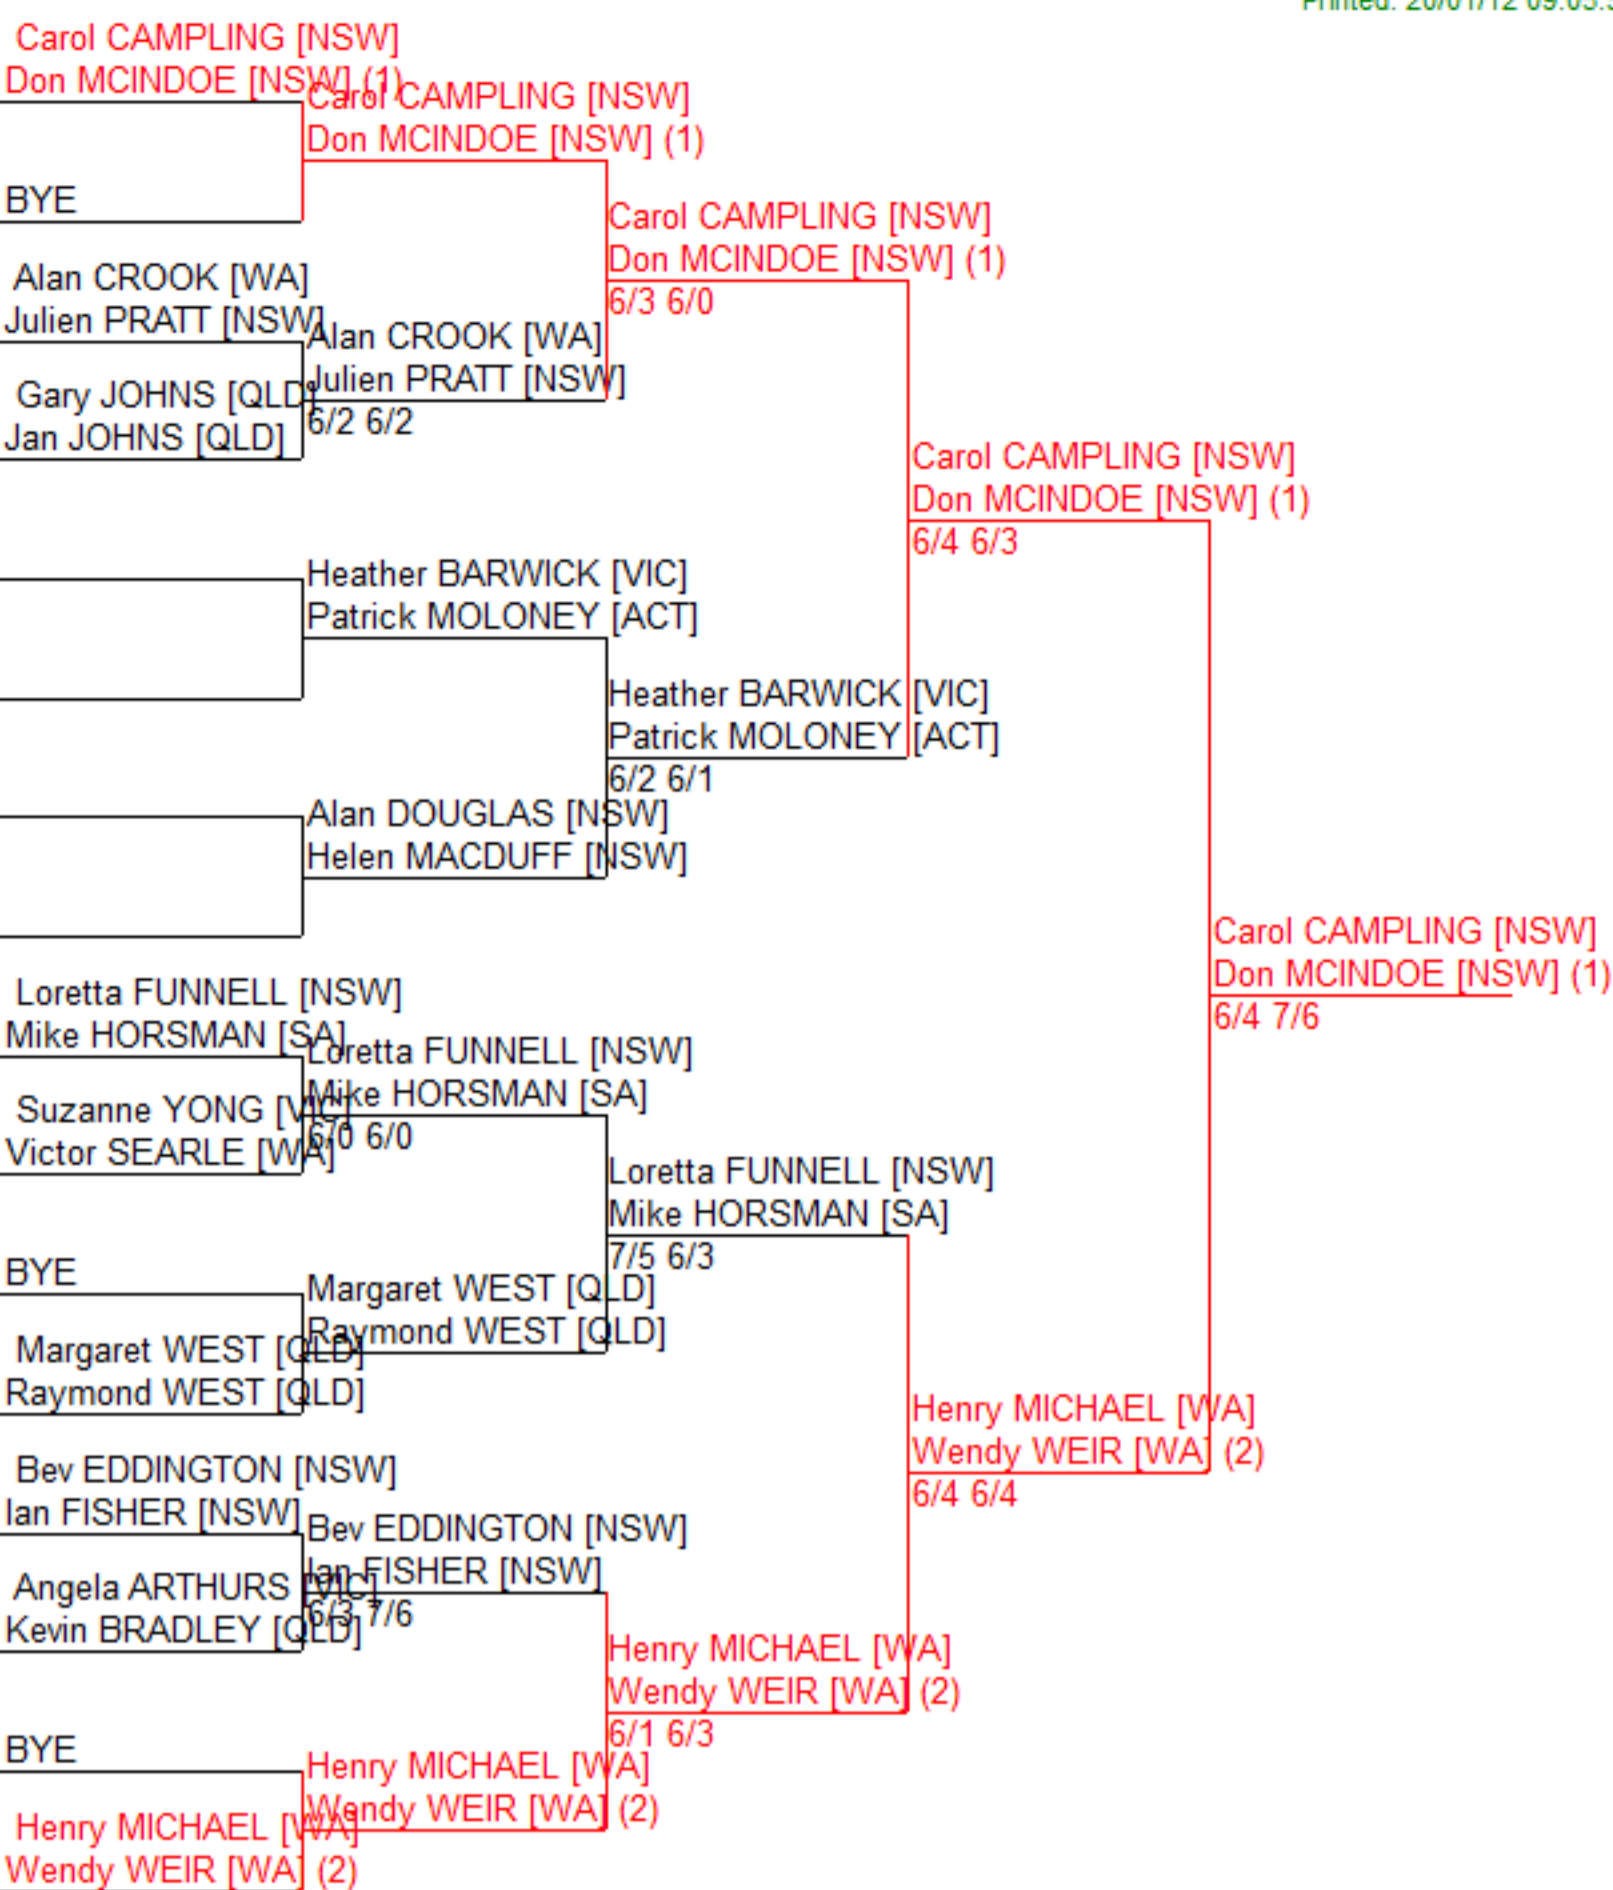 Carol CAMPLING [NSW]
Don MCINDOE [NSW] (1)
BYE
Alan CROOK [WA]
Julien PRATT [NSW]
Gary JOHNS [QLD]
Jan JOHNS [QLD]
Loretta FUNNELL [NSW]
Mike HORSMAN [SA]
Suzanne YONG [VIC]
Victor SEARLE [WA]
BYE
Margaret WEST [QLD]
Raymond WEST [QLD]
Bev EDDINGTON [NSW]
Ian FISHER [NSW]
Angela ARTHURS [VIC]
Kevin BRADLEY [QLD]
BYE
Henry MICHAEL [WA]
Wendy WEIR [WA] (2)
Carol CAMPLING [NSW]
Don MCINDOE [NSW] (1)
Alan CROOK [WA]
Julien PRATT [NSW]
6/2 6/2
Heather BARWICK [VIC]
Patrick MOLONEY [ACT]
Alan DOUGLAS [NSW]
Helen MACDUFF [NSW]
Loretta FUNNELL [NSW]
Mike HORSMAN [SA]
6/0 6/0
Margaret WEST [QLD]
Raymond WEST [QLD]
Bev EDDINGTON [NSW]
Ian FISHER [NSW]
6/3 7/6
Henry MICHAEL [WA]
Wendy WEIR [WA] (2)
Carol CAMPLING [NSW]
Don MCINDOE [NSW] (1)
6/3 6/0
Heather BARWICK [VIC]
Patrick MOLONEY [ACT]
6/2 6/1
Loretta FUNNELL [NSW]
Mike HORSMAN [SA]
7/5 6/3
Henry MICHAEL [WA]
Wendy WEIR [WA] (2)
6/1 6/3
Carol CAMPLING [NSW]
Don MCINDOE [NSW] (1)
6/4 6/3
Henry MICHAEL [WA]
Wendy WEIR [WA] (2)
6/4 6/4
Printed: 20/01/12
Carol CAMPLING [NSW]
Don MCINDOE [NSW] (1)
6/4 7/6